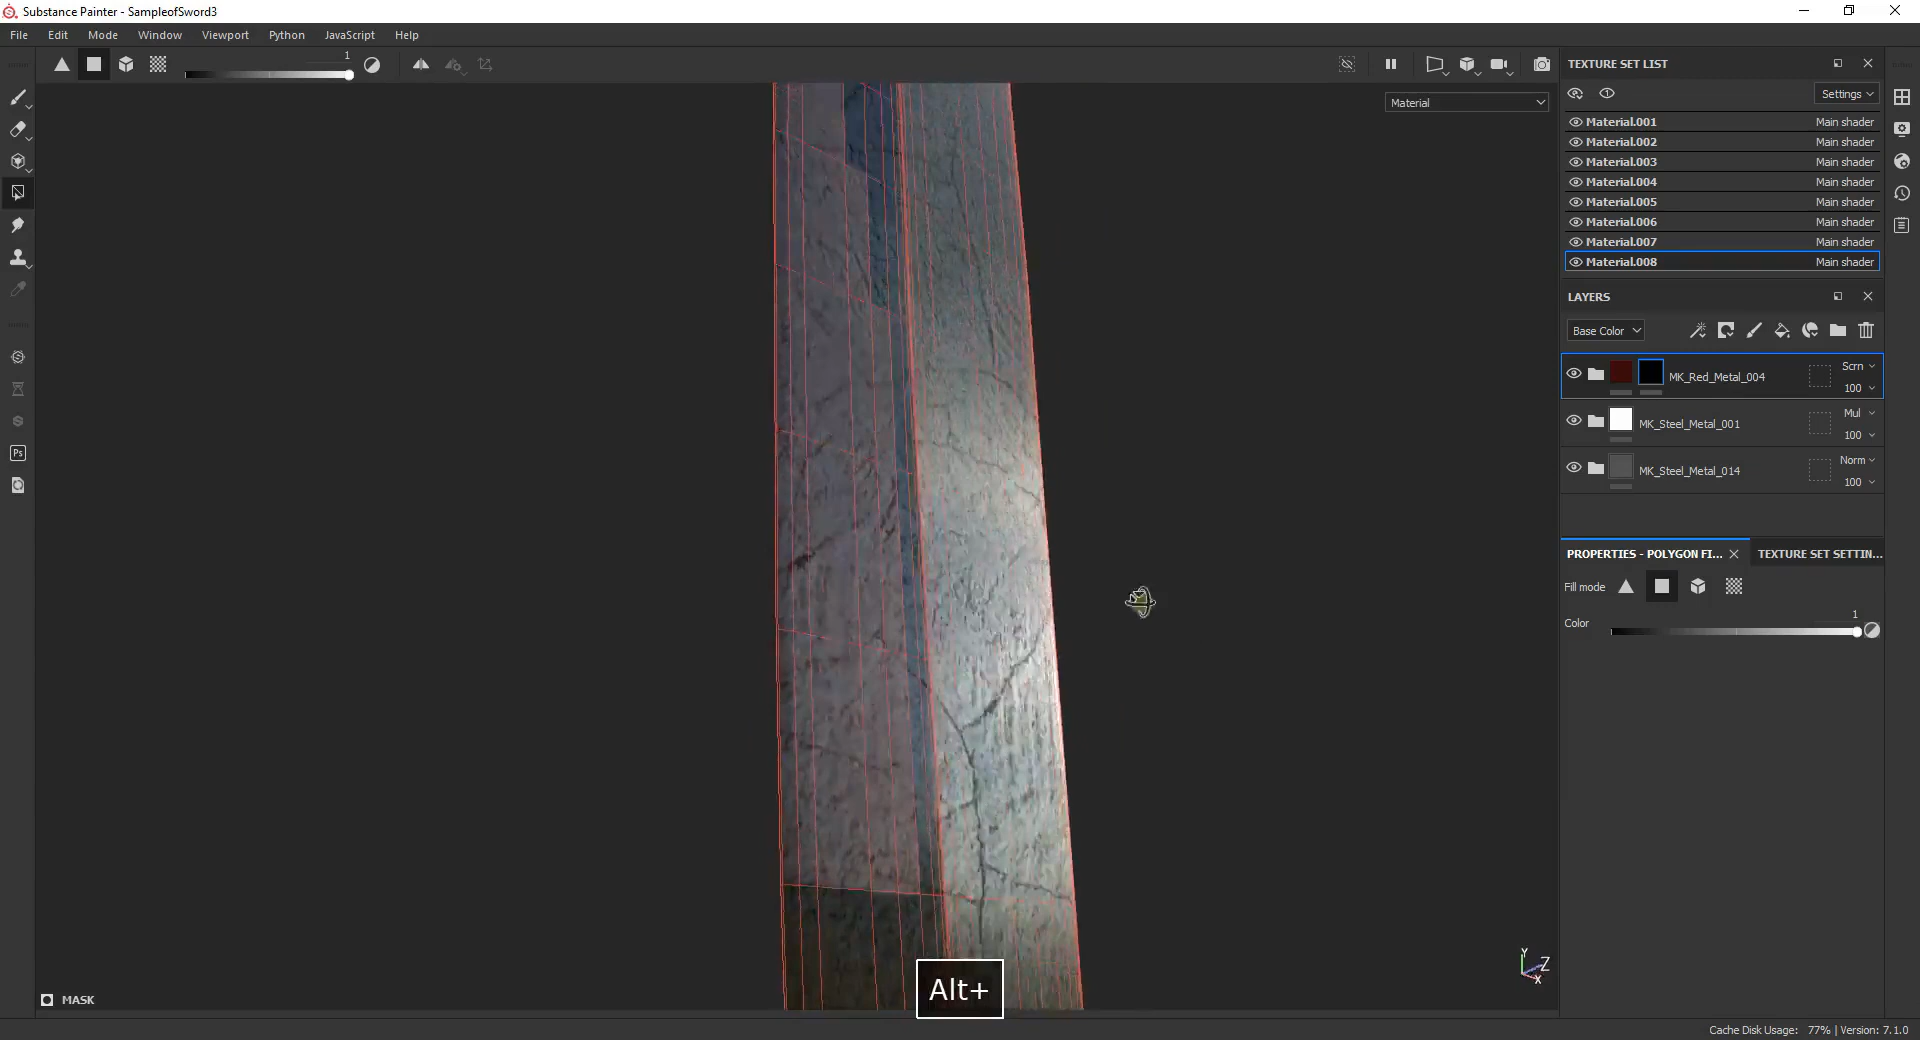 Substance Painter - SampleofSword3
File Edit Mode Window Viewport Python JavaScript Help
1
Material
TEXTURE SET LIST
Settings
Material.001 Main shader
Material.002 Main shader
Material.003 Main shader
Material.004 Main shader
Material.005 Main shader
Material.006 Main shader
Material.007 Main shader
Material.008 Main shader
LAYERS
Base Color
MK_Red_Metal_004 Scrn 100
MK_Steel_Metal_001 Mul 100
MK_Steel_Metal_014 Norm 100
PROPERTIES - POLYGON FI... TEXTURE SET SETTIN...
Fill mode
Color 1
Ps
Y
Z
X
Alt+
MASK
Cache Disk Usage: 77% | Version: 7.1.0